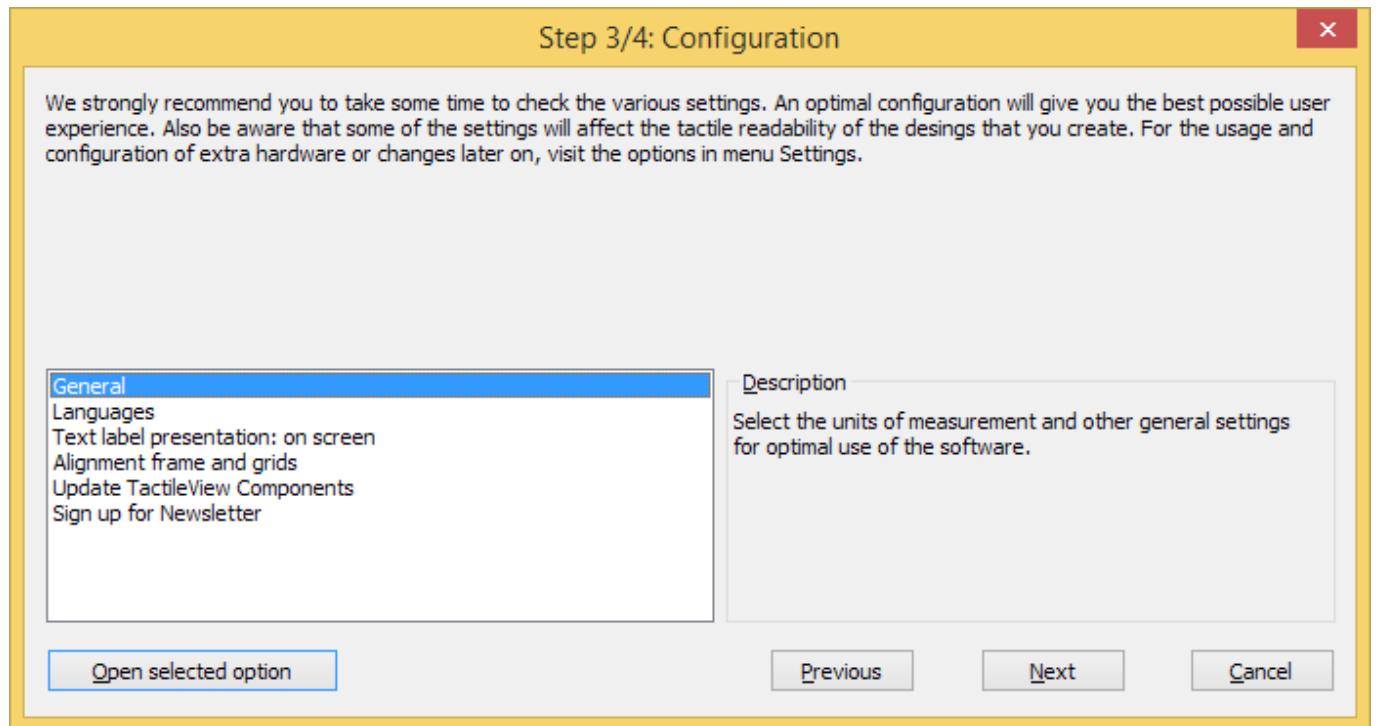 Step 3/4: Configuration
We strongly recommend you to take some time to check the various settings. An optimal configuration will give you the best possible user
experience. Also be aware that some of the settings will affect the tactile readability of the desings that you create. For the usage and
configuration of extra hardware or changes later on, visit the options in menu Settings.
General
Languages
Text label presentation: on screen
Alignment frame and grids
Update TactileView Components
Sign up for Newsletter
Description
Select the units of measurement and other general settings
for optimal use of the software.
Open selected option
Previous
Next
Cancel